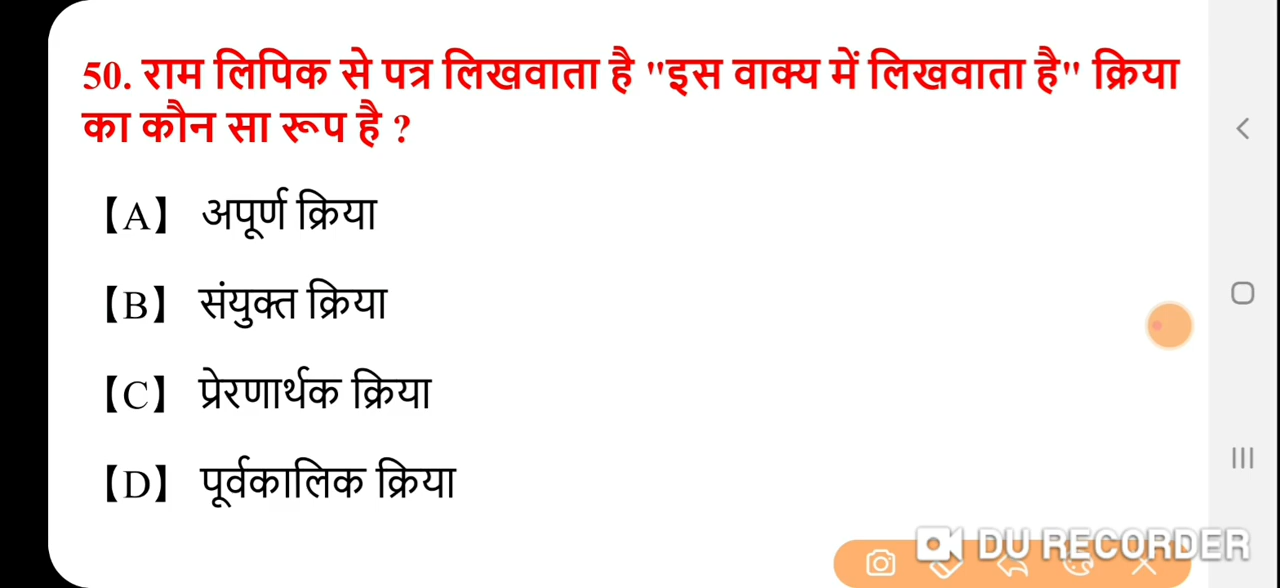 50. राम लिपिक से पत्र लिखवाता है "इस वाक्य में लिखवाता है" क्रिया
का कौन सा रूप है ?
【A】 अपूर्ण क्रिया
【B】 संयुक्त क्रिया
【C】 प्रेरणार्थक क्रिया
【D】 पूर्वकालिक क्रिया
DU RECORDER